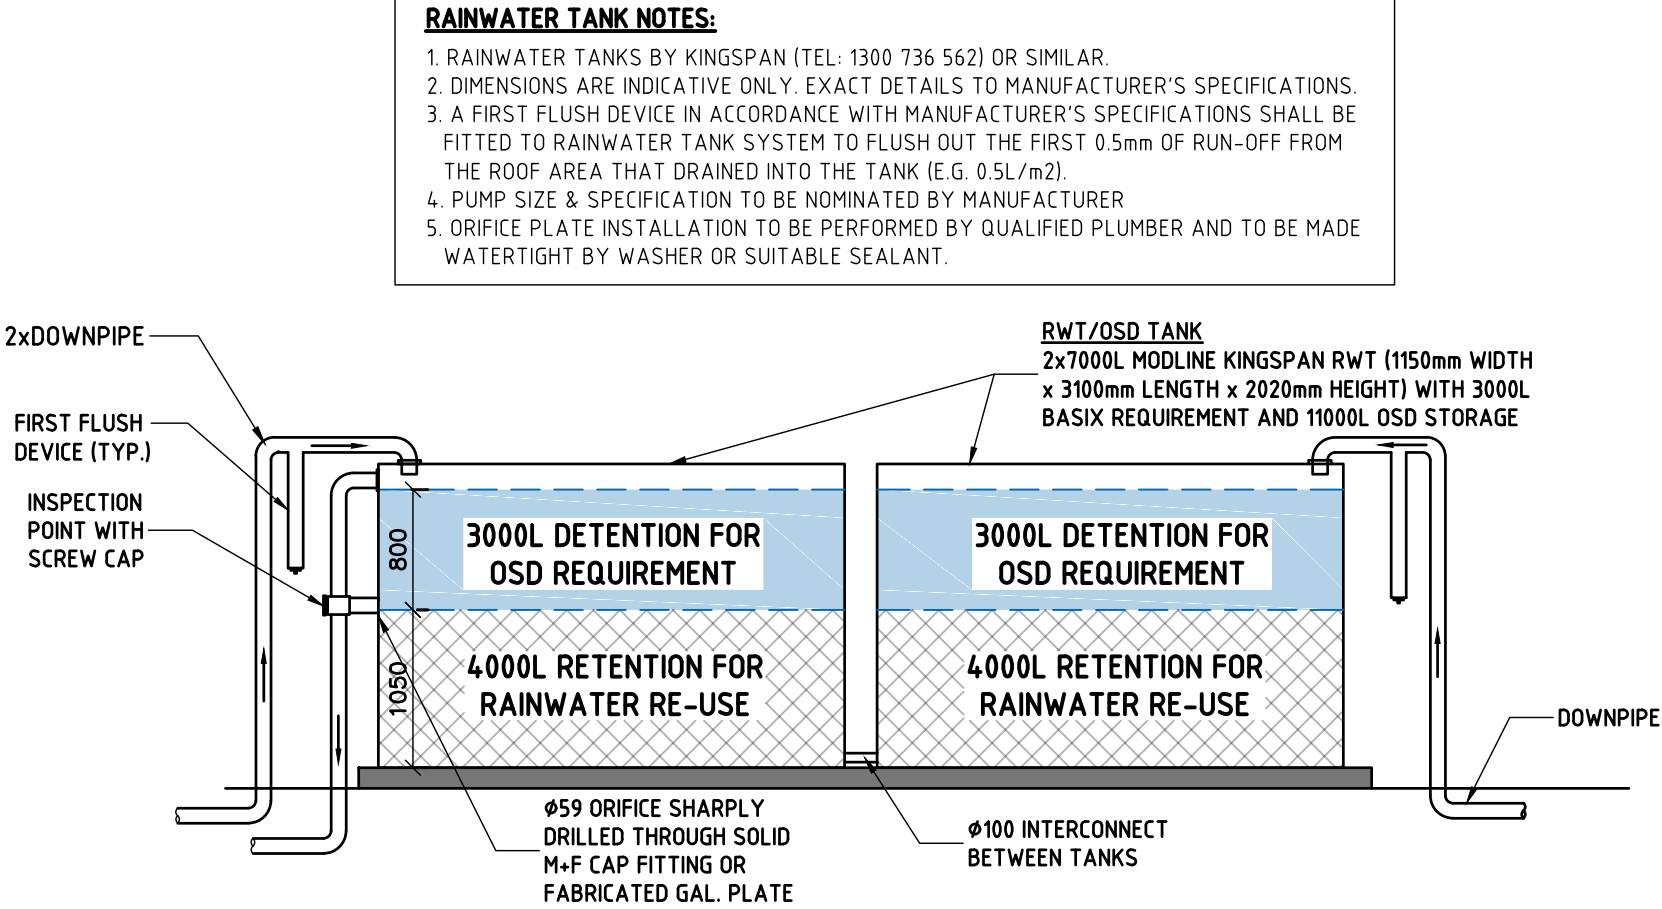 RAINWATER TANK NOTES:
1. RAINWATER TANKS BY KINGSPAN (TEL: 1300 736 562) OR SIMILAR.
2. DIMENSIONS ARE INDICATIVE ONLY. EXACT DETAILS TO MANUFACTURER'S SPECIFICATIONS.
3. A FIRST FLUSH DEVICE IN ACCORDANCE WITH MANUFACTURER'S SPECIFICATIONS SHALL BE
FITTED TO RAINWATER TANK SYSTEM TO FLUSH OUT THE FIRST 0.5mm OF RUN-OFF FROM
THE ROOF AREA THAT DRAINED INTO THE TANK (E.G. 0.5L/m2).
4. PUMP SIZE & SPECIFICATION TO BE NOMINATED BY MANUFACTURER
5. ORIFICE PLATE INSTALLATION TO BE PERFORMED BY QUALIFIED PLUMBER AND TO BE MADE
WATERTIGHT BY WASHER OR SUITABLE SEALANT.
2xDOWNPIPE
FIRST FLUSH
DEVICE (TYP.)
INSPECTION
POINT WITH
SCREW CAP
RWT/OSD TANK
2x7000L MODLINE KINGSPAN RWT (1150mm WIDTH
x 3100mm LENGTH x 2020mm HEIGHT) WITH 3000L
BASIX REQUIREMENT AND 11000L OSD STORAGE
800
3000L DETENTION FOR
OSD REQUIREMENT
3000L DETENTION FOR
OSD REQUIREMENT
1050
4000L RETENTION FOR
RAINWATER RE-USE
4000L RETENTION FOR
RAINWATER RE-USE
DOWNPIPE
Ø59 ORIFICE SHARPLY
DRILLED THROUGH SOLID
M+F CAP FITTING OR
FABRICATED GAL. PLATE
Ø100 INTERCONNECT
BETWEEN TANKS